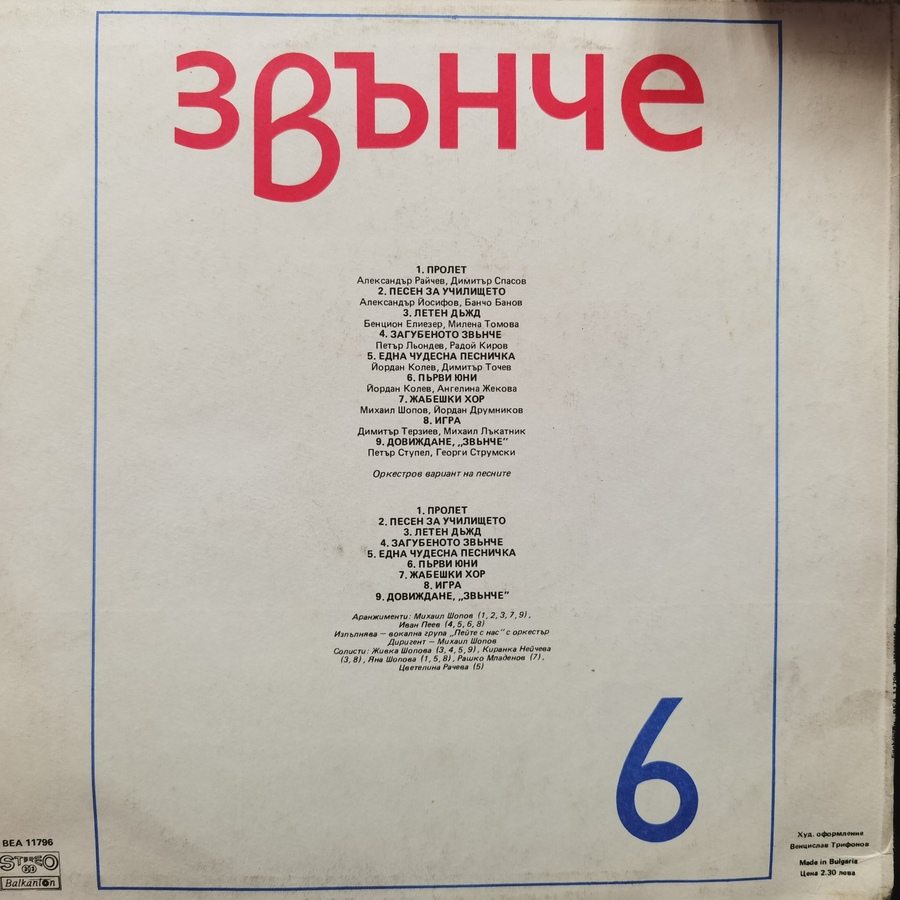 звънче
1. ПРОЛЕТ
Александър Райчев, Димитър Спасов
2. ПЕСЕН ЗА УЧИЛИЩЕТО
Александър Йосифов, Банчо Банов
3. ЛЕТЕН ДЪЖД
Бенцион Елиезер, Милена Томова
4. ЗАГУБЕНОТО ЗВЪНЧЕ
Петър Льондев, Радой Киров
5. ЕДНА ЧУДЕСНА ПЕСНИЧКА
Йордан Колев, Димитър Точев
6. ПЪРВИ ЮНИ
Йордан Колев, Ангелина Жекова
7. ЖАБЕШКИ ХОР
Михаил Шопов, Йордан Друмников
8. ИГРА
Димитър Терзиев, Михаил Лъкатник
9. ДОВИЖДАНЕ, „ЗВЪНЧЕ"
Петър Ступел, Георги Струмски
Оркестров вариант на песните
1. ПРОЛЕТ
2. ПЕСЕН ЗА УЧИЛИЩЕТО
3. ЛЕТЕН ДЪЖД
4. ЗАГУБЕНОТО ЗВЪНЧЕ
5. ЕДНА ЧУДЕСНА ПЕСНИЧКА
6. ПЪРВИ ЮНИ
7. ЖАБЕШКИ ХОР
8. ИГРА
9. ДОВИЖДАНЕ, „ЗВЪНЧЕ"
Аранжименти: Михаил Шопов (1, 2, 3, 7, 9),
Иван Пеев (4, 5, 6, 8)
Изпълнява — вокална група „Пейте с нас" с оркестър
Диригент — Михаил Шопов
Солисти: Живка Шопова (3, 4, 5, 9), Киранка Нейчева
(3, 8), Яна Шопова (1, 5, 8), Рашко Младенов (7),
Цветелина Рачева (5)
6
ВЕА 11796
STEREO
33
Balkanton
Худ. оформление
Венцислав Трифонов
Made in Bulgaria
Цена 2.30 лева